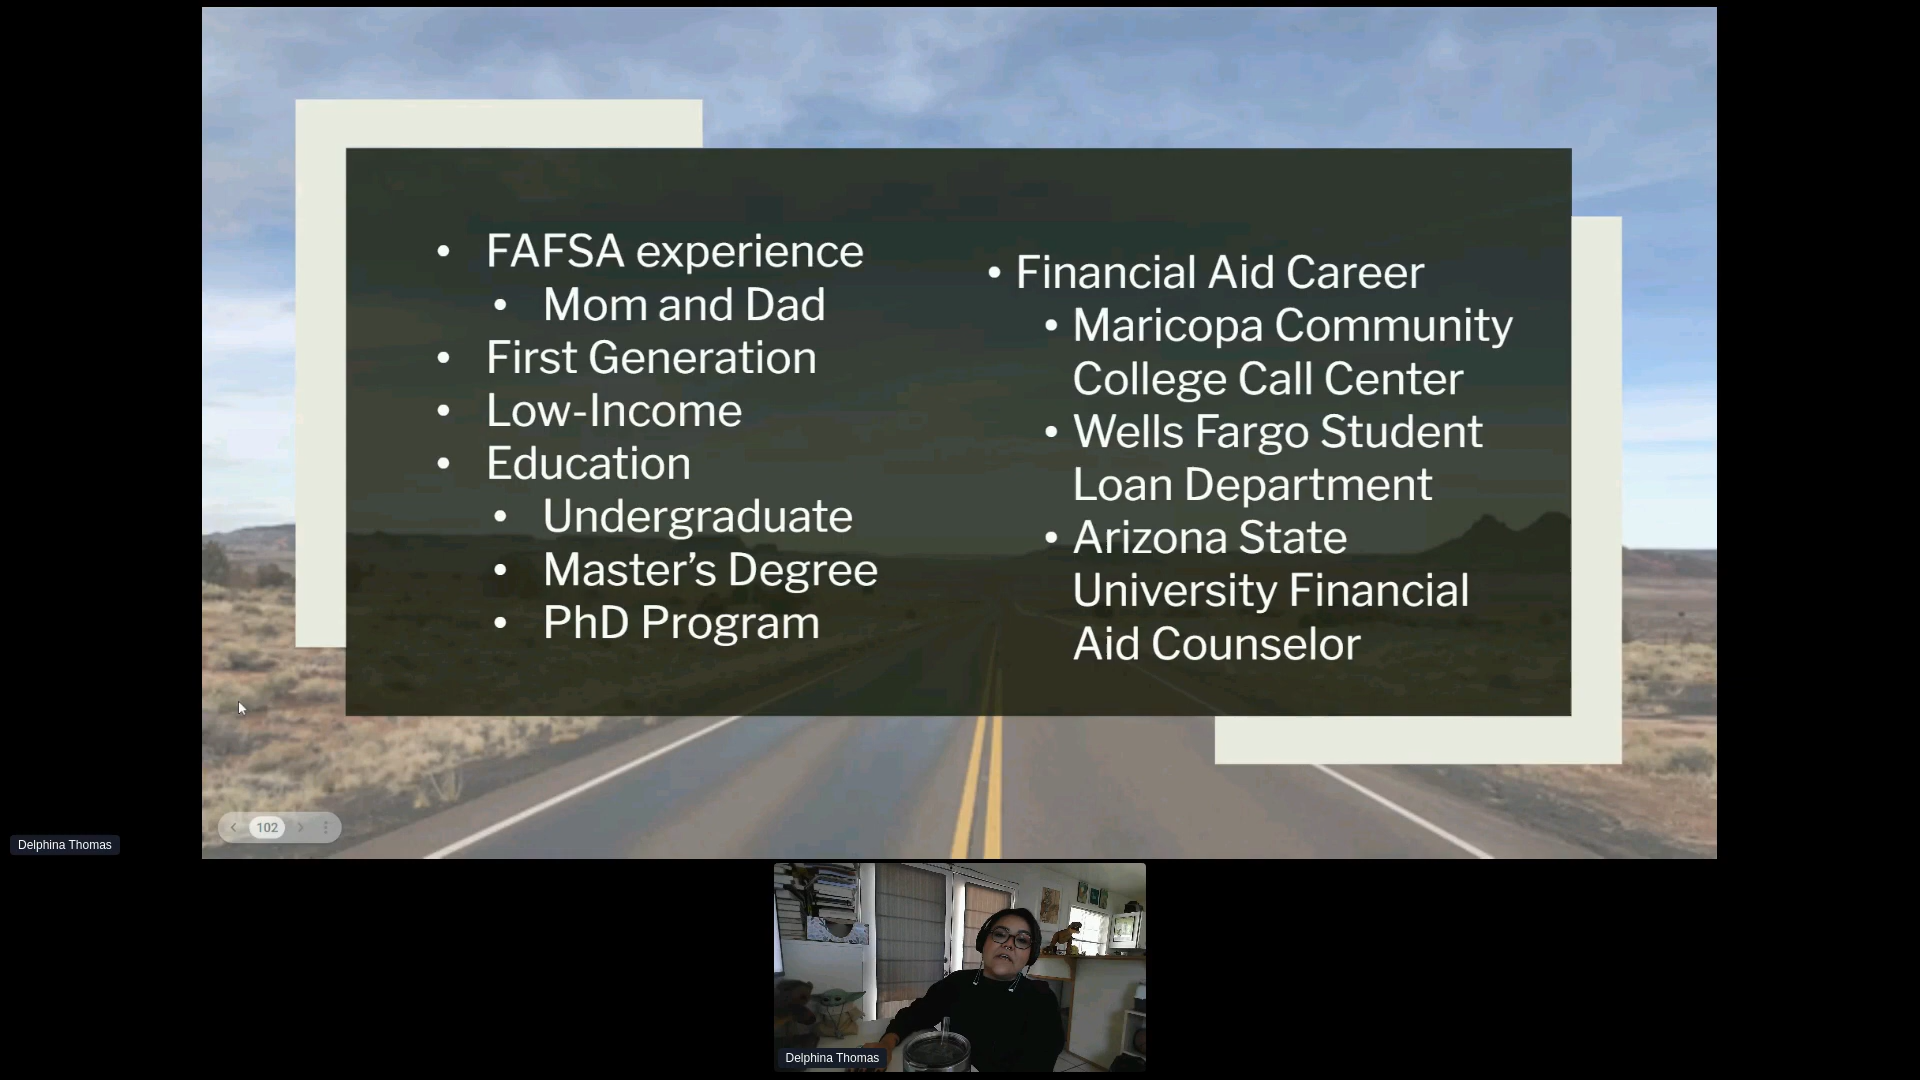 • FAFSA experience
• Mom and Dad
• First Generation
• Low-Income
• Education
• Undergraduate
• Master’s Degree
• PhD Program
• Financial Aid Career
• Maricopa Community
College Call Center
• Wells Fargo Student
Loan Department
• Arizona State
University Financial
Aid Counselor
102
Delphina Thomas
Delphina Thomas